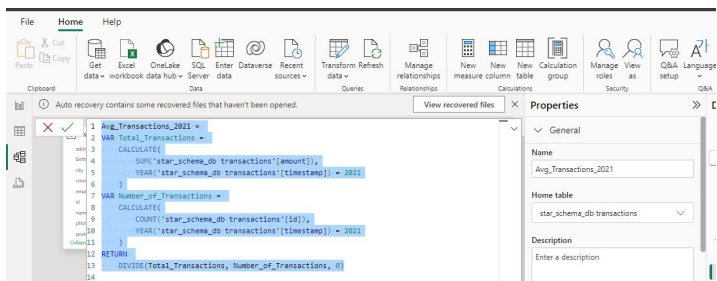 File Home Help
Cut
Copy
Paste
Get data
Excel workbook
OneLake data hub
SQL Server
Enter data
Dataverse
Recent sources
Transform data
Refresh
Manage relationships
New measure
New column
New table
Calculation group
Manage roles
View as
Q&A setup
Language
Clipboard Data Queries Relationships Calculations Security Q&A
Auto recovery contains some recovered files that haven't been opened. View recovered files
Properties
General
Name
Avg_Transactions_2021
Home table
star_schema_db transactions
Description
Enter a description
1 Avg_Transactions_2021 =
2 VAR Total_Transactions =
3 CALCULATE(
4 SUM('star_schema_db transactions'[amount]),
5 YEAR('star_schema_db transactions'[timestamp]) = 2021
6 )
7 VAR Number_of_Transactions =
8 CALCULATE(
9 COUNT('star_schema_db transactions'[id]),
10 YEAR('star_schema_db transactions'[timestamp]) = 2021
11 )
12 RETURN
13 DIVIDE(Total_Transactions, Number_of_Transactions, 0)
14